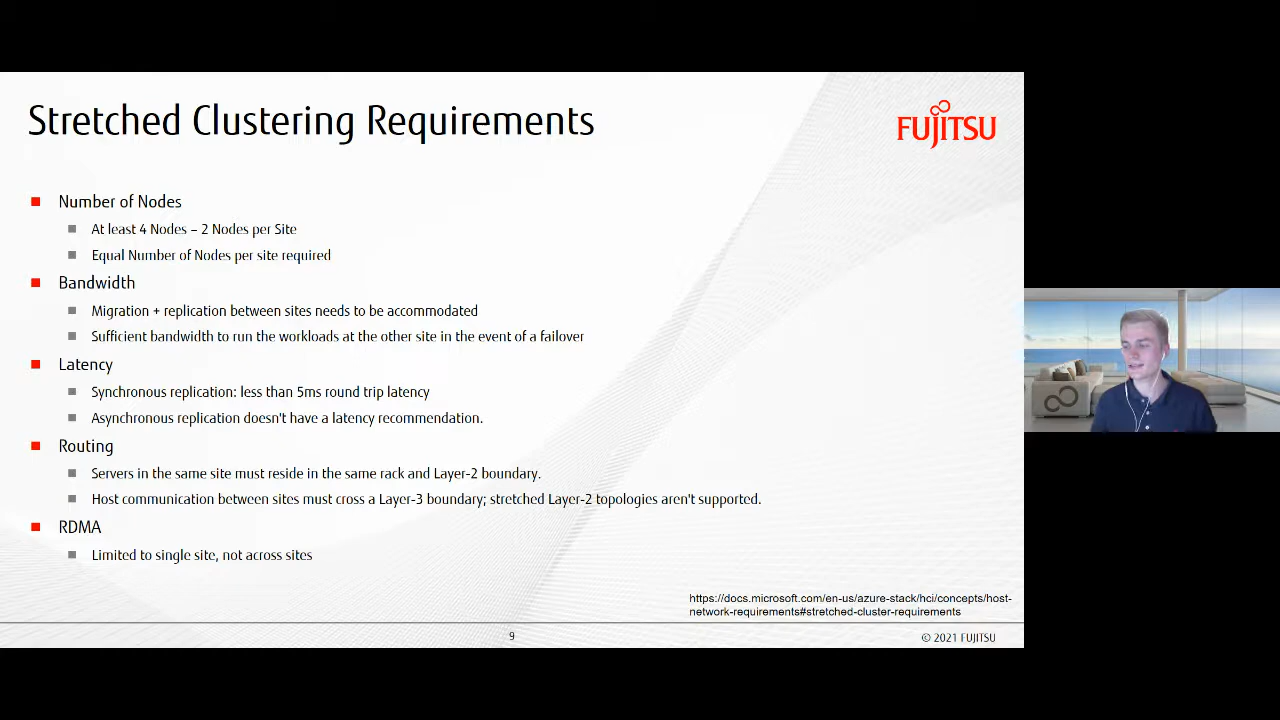 Stretched Clustering Requirements
FUJITSU
Number of Nodes
At least 4 Nodes – 2 Nodes per Site
Equal Number of Nodes per site required
Bandwidth
Migration + replication between sites needs to be accommodated
Sufficient bandwidth to run the workloads at the other site in the event of a failover
Latency
Synchronous replication: less than 5ms round trip latency
Asynchronous replication doesn't have a latency recommendation.
Routing
Servers in the same site must reside in the same rack and Layer-2 boundary.
Host communication between sites must cross a Layer-3 boundary; stretched Layer-2 topologies aren't supported.
RDMA
Limited to single site, not across sites
https://docs.microsoft.com/en-us/azure-stack/hci/concepts/host-
network-requirements#stretched-cluster-requirements
9
© 2021 FUJITSU